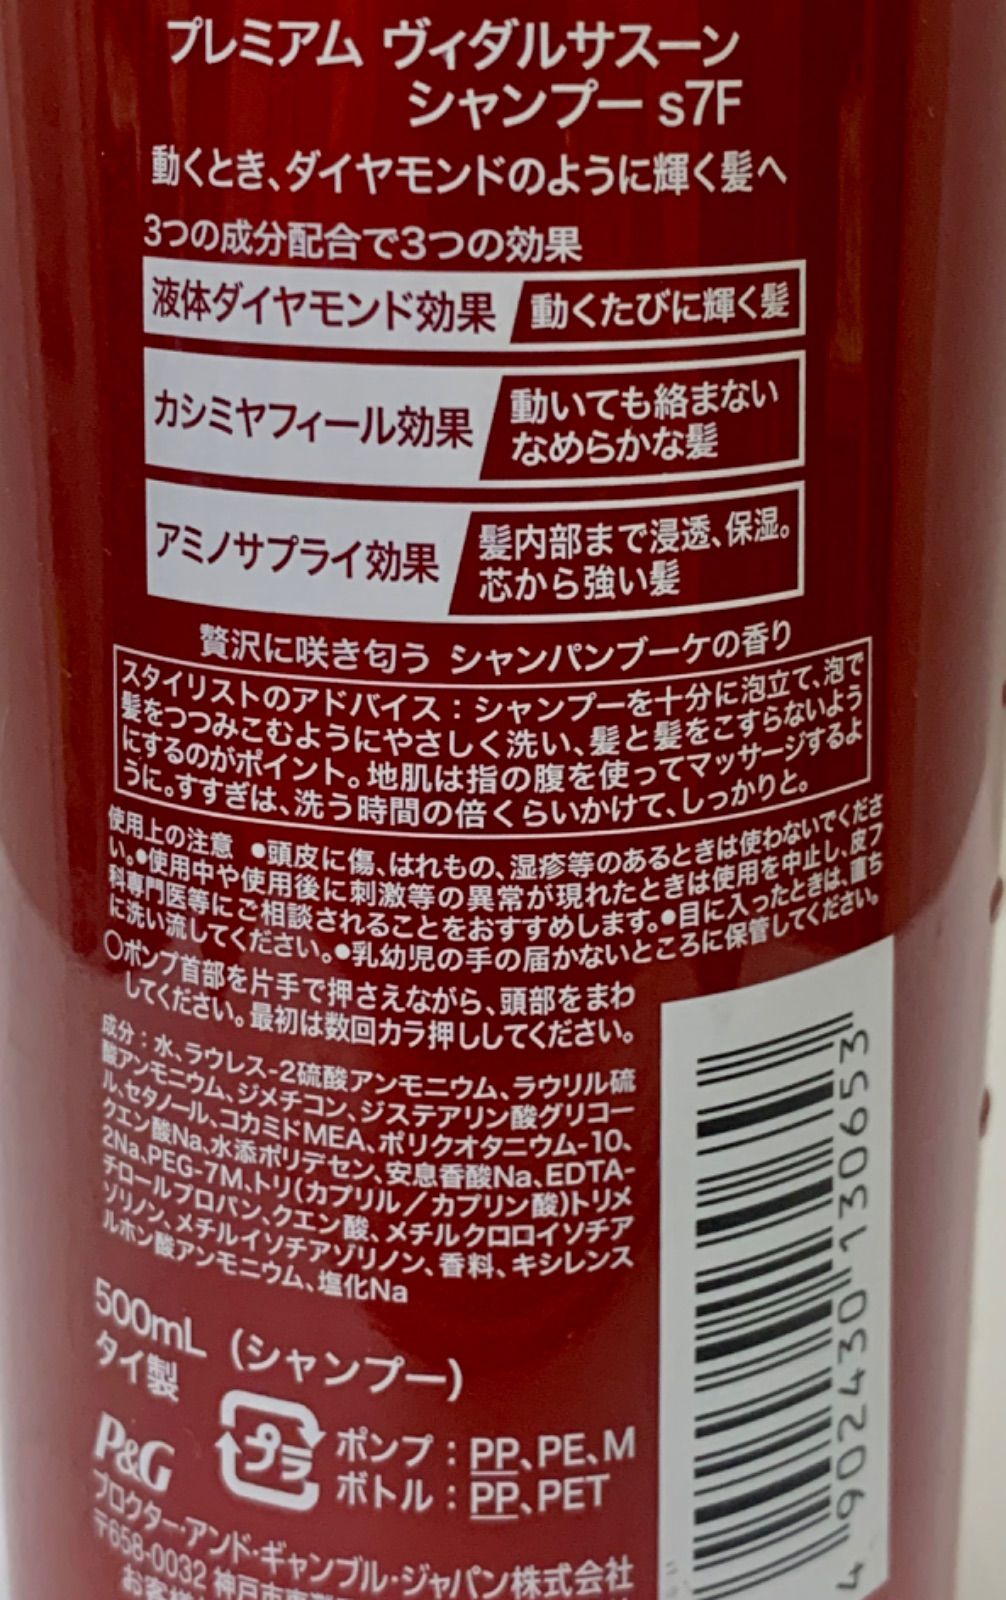 プレミアム ヴィダルサスーン
シャンプー s7F
動くとき、ダイヤモンドのように輝く髪へ
3つの成分配合で3つの効果
液体ダイヤモンド効果 動くたびに輝く髪
カシミヤフィール効果 動いても絡まない
なめらかな髪
アミノサプライ効果 髪内部まで浸透、保湿。
芯から強い髪
贅沢に咲き匂う シャンパンブーケの香り
スタイリストのアドバイス：シャンプーを十分に泡立て、泡で
髪をつつみこむようにやさしく洗い、髪と髪をこすらないよう
にするのがポイント。地肌は指の腹を使ってマッサージするよ
うに。すすぎは、洗う時間の倍くらいかけて、しっかりと。
使用上の注意 ●頭皮に傷、はれもの、湿疹等のあるときは使わないでくださ
い。●使用中や使用後に刺激等の異常が現れたときは使用を中止し、皮フ
科専門医等にご相談されることをおすすめします。●目に入ったときは、直ち
に洗い流してください。●乳幼児の手の届かないところに保管してください。
○ポンプ首部を片手で押さえながら、頭部をまわ
してください。最初は数回カラ押ししてください。
成分：水、ラウレス-2硫酸アンモニウム、ラウリル硫
酸アンモニウム、ジメチコン、ジステアリン酸グリコー
ル、セタノール、コカミドMEA、ポリクオタニウム-10、
クエン酸Na、水添ポリデセン、安息香酸Na、EDTA-
2Na、PEG-7M、トリ(カプリル／カプリン酸)トリメ
チロールプロパン、クエン酸、メチルクロロイソチア
ゾリノン、メチルイソチアゾリノン、香料、キシレンス
ルホン酸アンモニウム、塩化Na
500mL (シャンプー)
タイ製
プラ
ポンプ：PP、PE、M
ボトル：PP、PET
P&G
プロクター・アンド・ギャンブル・ジャパン株式会社
〒658-0032 神戸市東
お客様
4 902430 130653